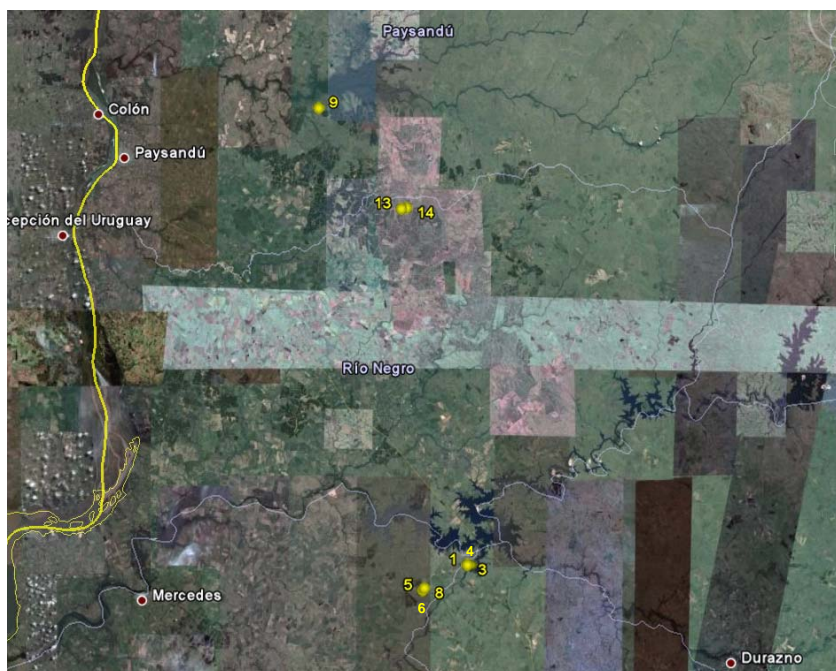 Paysandú
Colón
9
Paysandú
13
14
cepción del Uruguay
Río Negro
4
1
3
5
8
6
Mercedes
Durazno